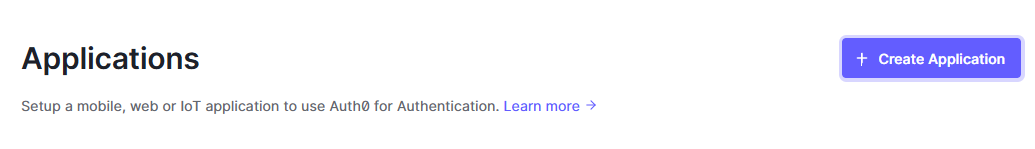 Applications
+ Create Application
Setup a mobile, web or IoT application to use Auth0 for Authentication. Learn more →